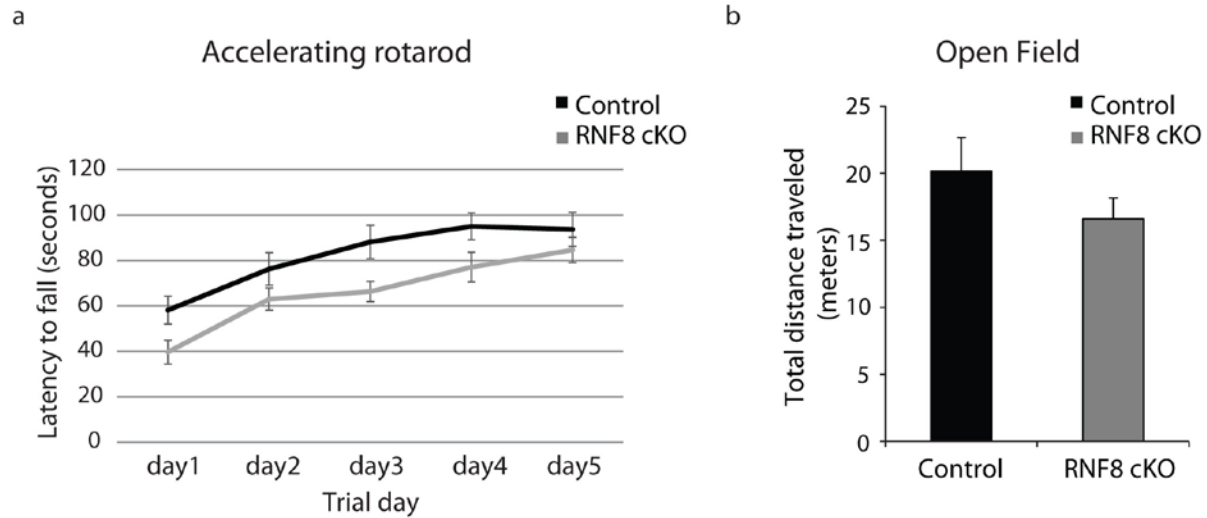 a
Accelerating rotarod
Control
RNF8 cKO
Latency to fall (seconds)
120
100
80
60
40
20
0
day1 day2 day3 day4 day5
Trial day
b
Open Field
Control
RNF8 cKO
Total distance traveled
(meters)
25
20
15
10
5
0
Control RNF8 cKO